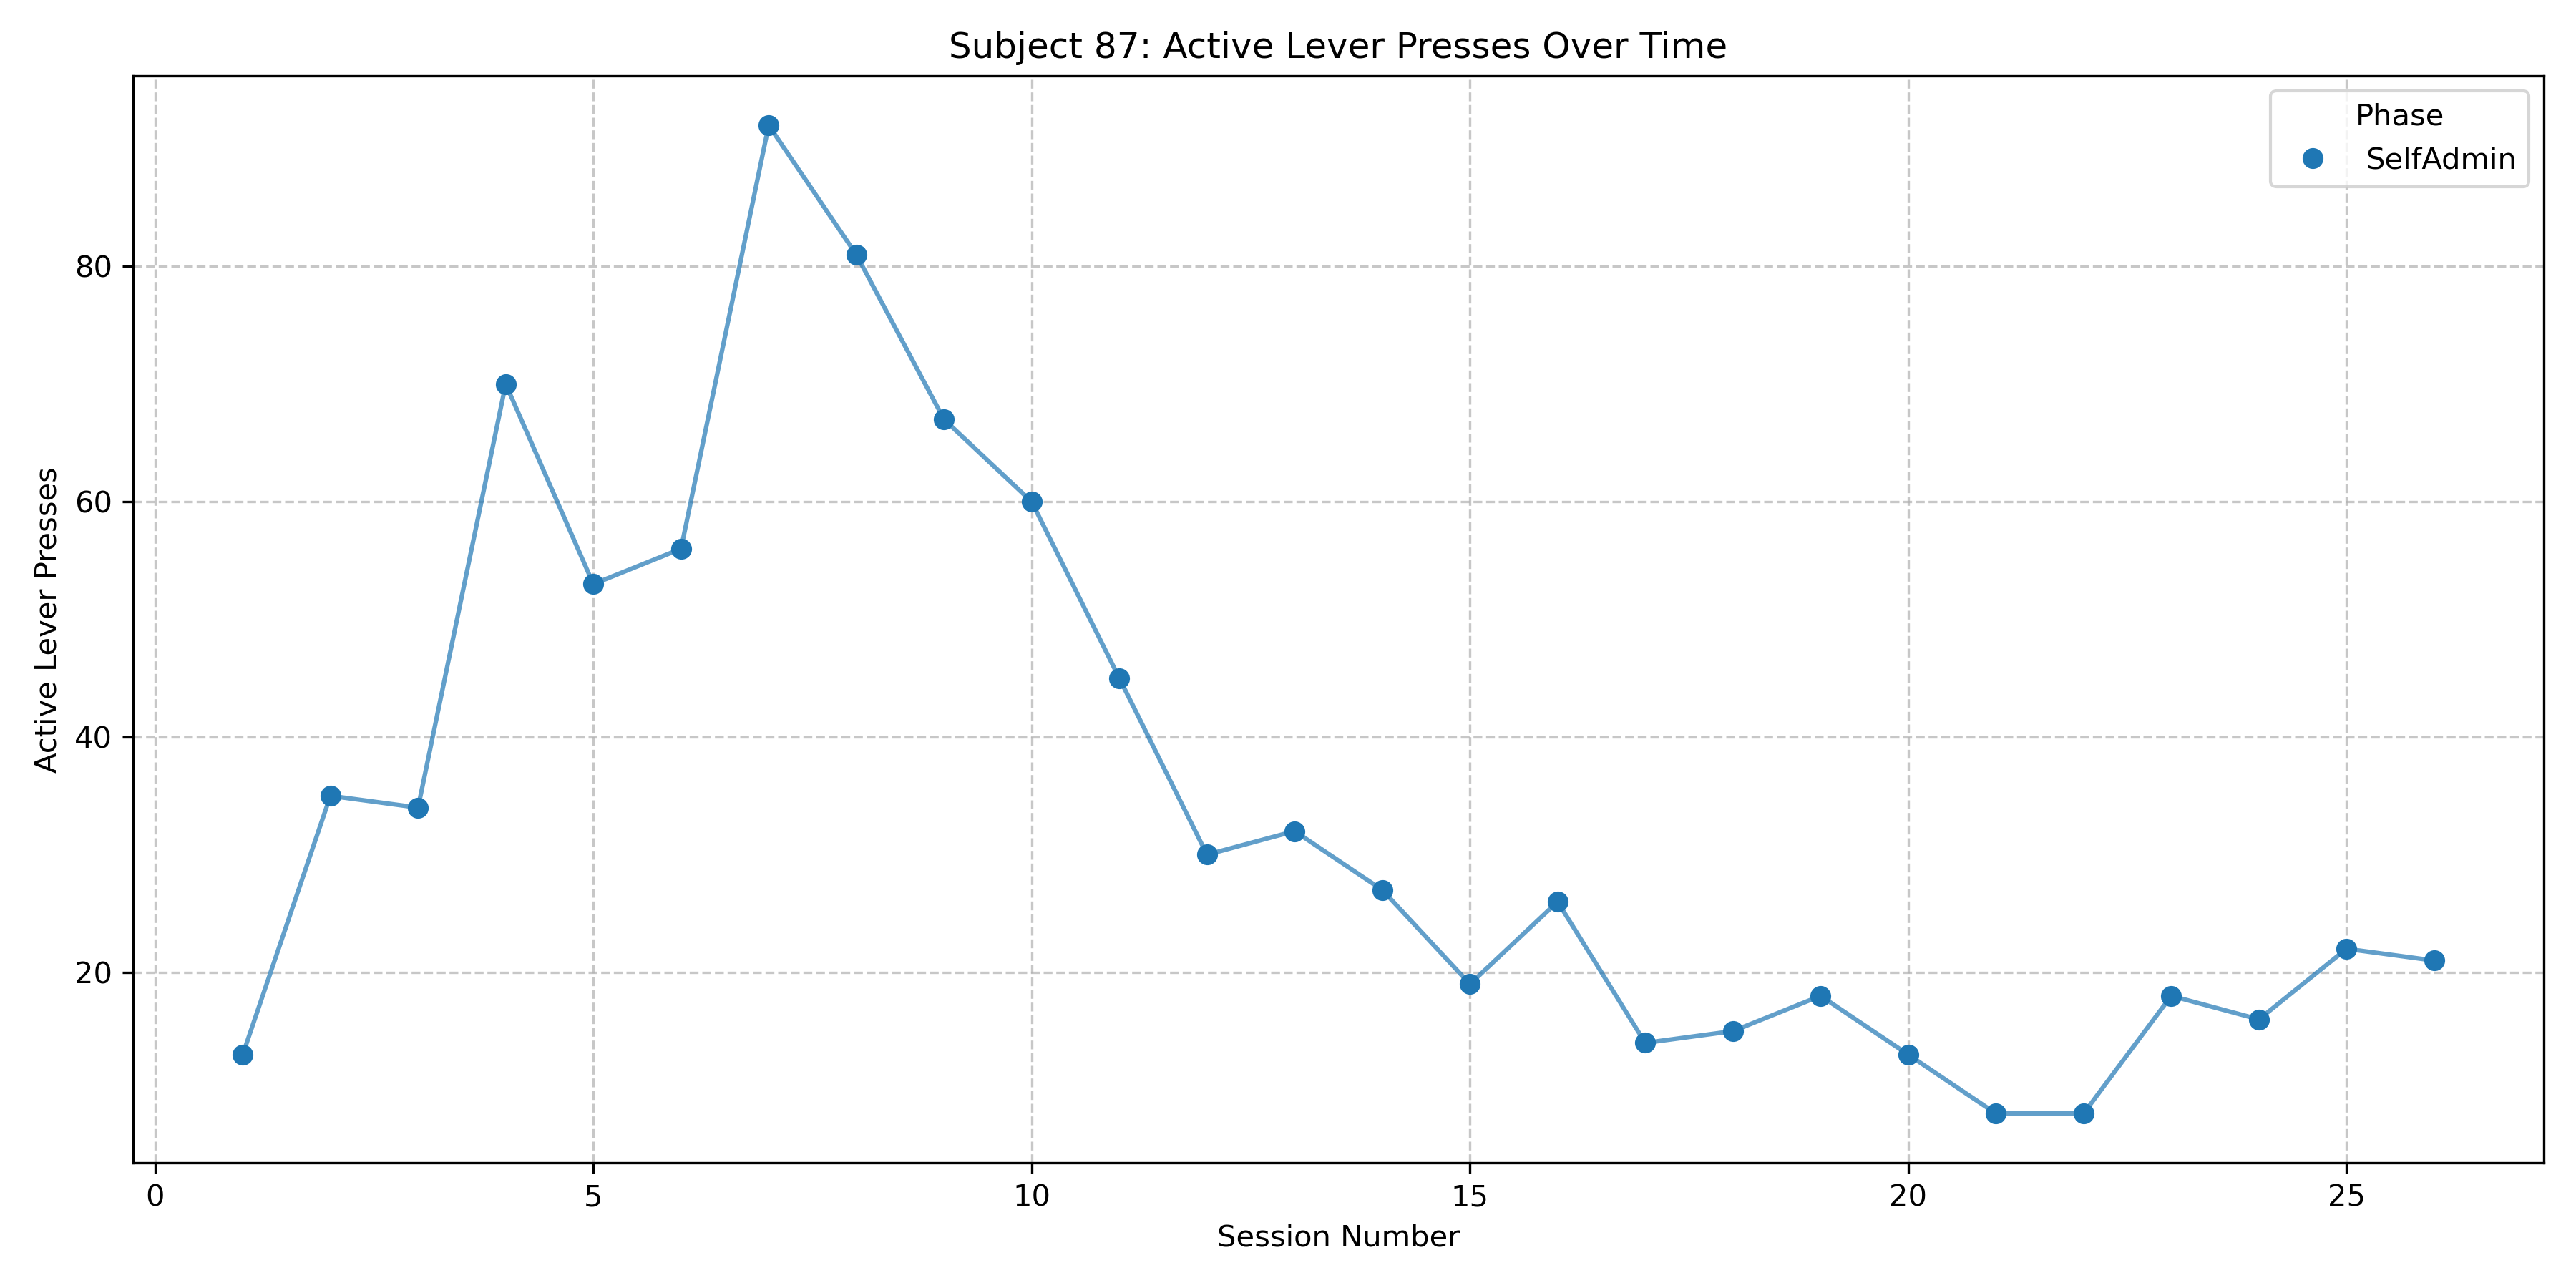 Subject 87: Active Lever Presses Over Time
Phase
SelfAdmin
Active Lever Presses
80
60
40
20
0 5 10 15 20 25
Session Number